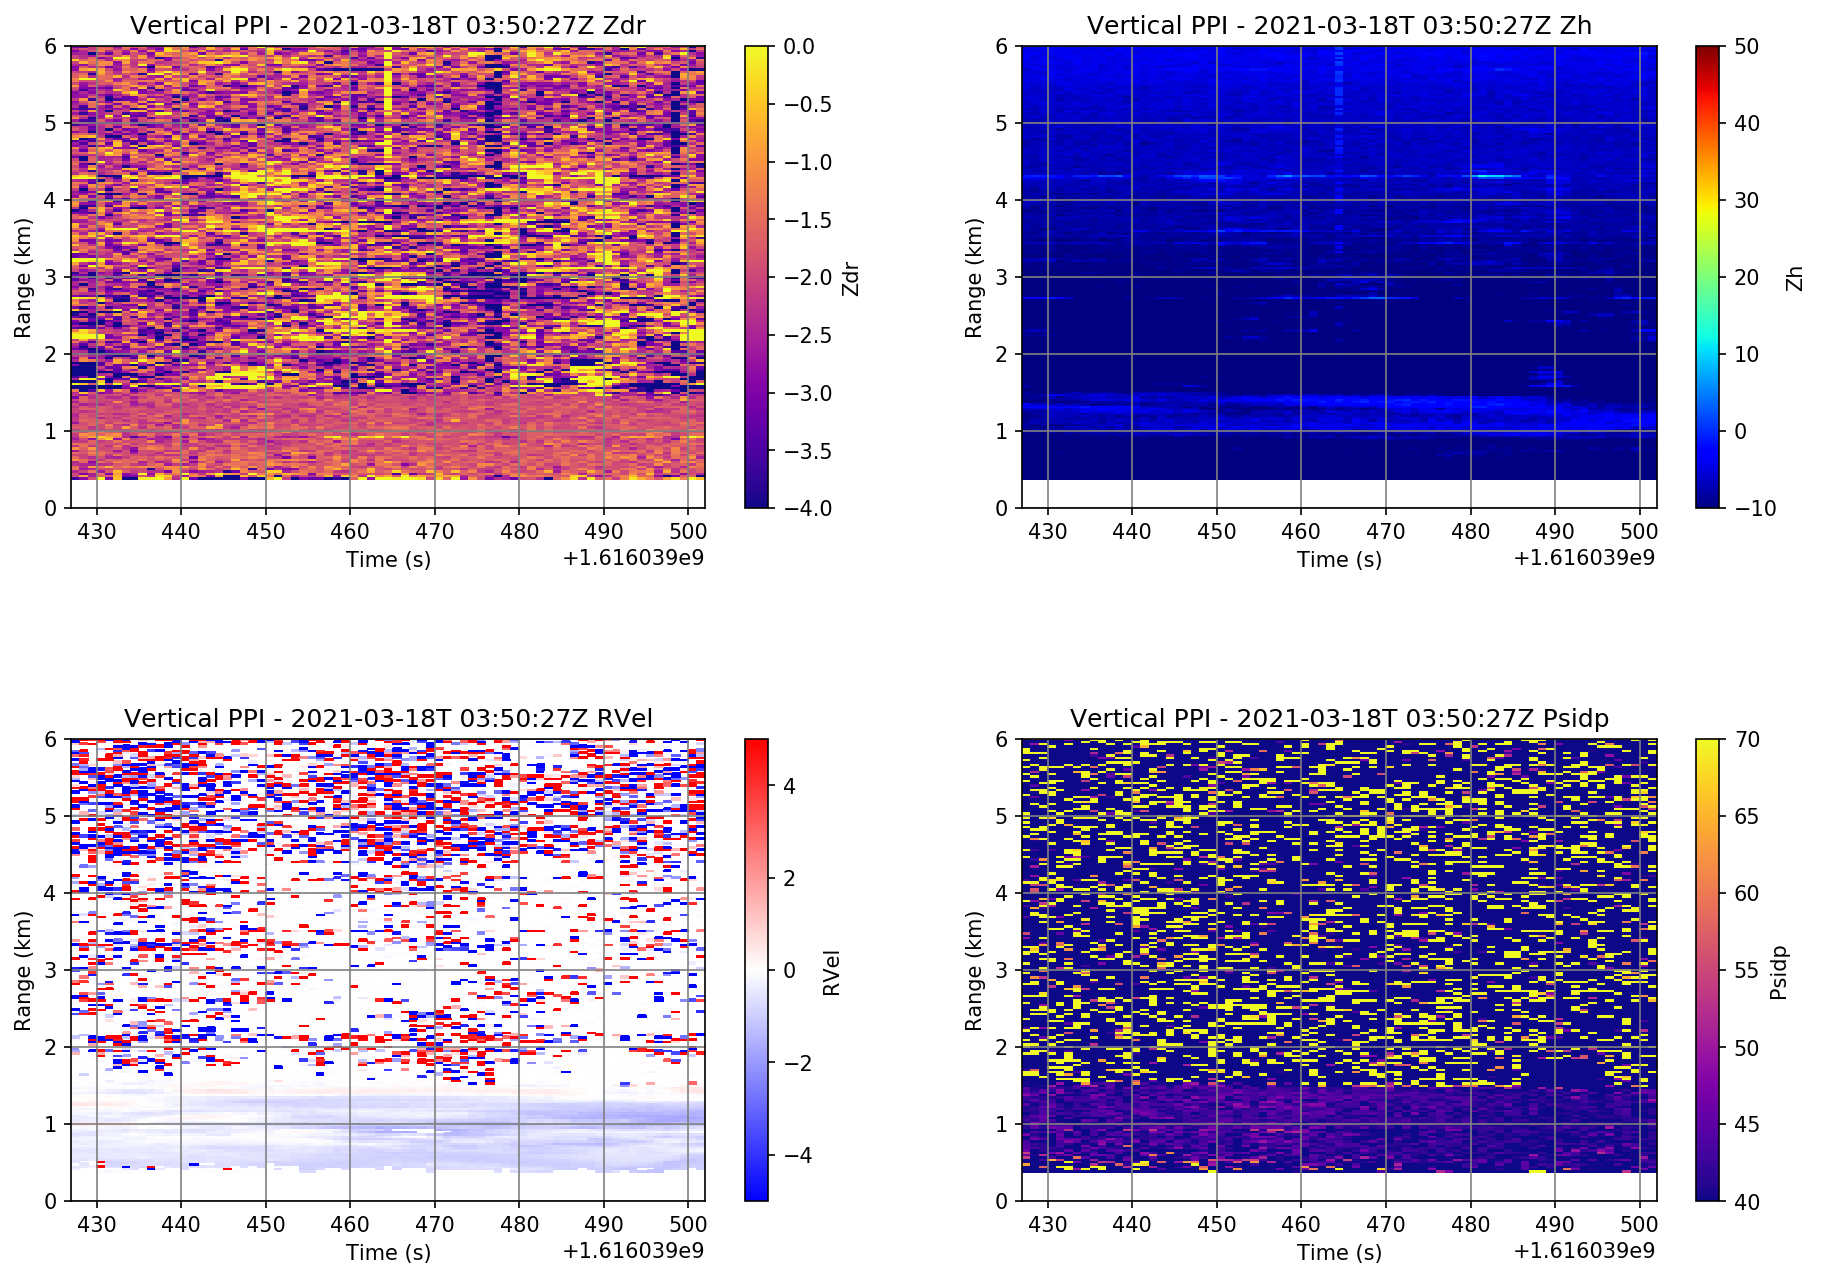 Vertical PPI - 2021-03-18T 03:50:27Z Zdr
6
5
4
3
2
1
0
Range (km)
430 440 450 460 470 480 490 500
Time (s)
+1.616039e9
0.0
−0.5
−1.0
−1.5
−2.0
−2.5
−3.0
−3.5
−4.0
Zdr
Vertical PPI - 2021-03-18T 03:50:27Z Zh
6
5
4
3
2
1
0
Range (km)
430 440 450 460 470 480 490 500
Time (s)
+1.616039e9
50
40
30
20
10
0
−10
Zh
Vertical PPI - 2021-03-18T 03:50:27Z RVel
6
5
4
3
2
1
0
Range (km)
430 440 450 460 470 480 490 500
Time (s)
+1.616039e9
4
2
0
−2
−4
RVel
Vertical PPI - 2021-03-18T 03:50:27Z Psidp
6
5
4
3
2
1
0
Range (km)
430 440 450 460 470 480 490 500
Time (s)
+1.616039e9
70
65
60
55
50
45
40
Psidp